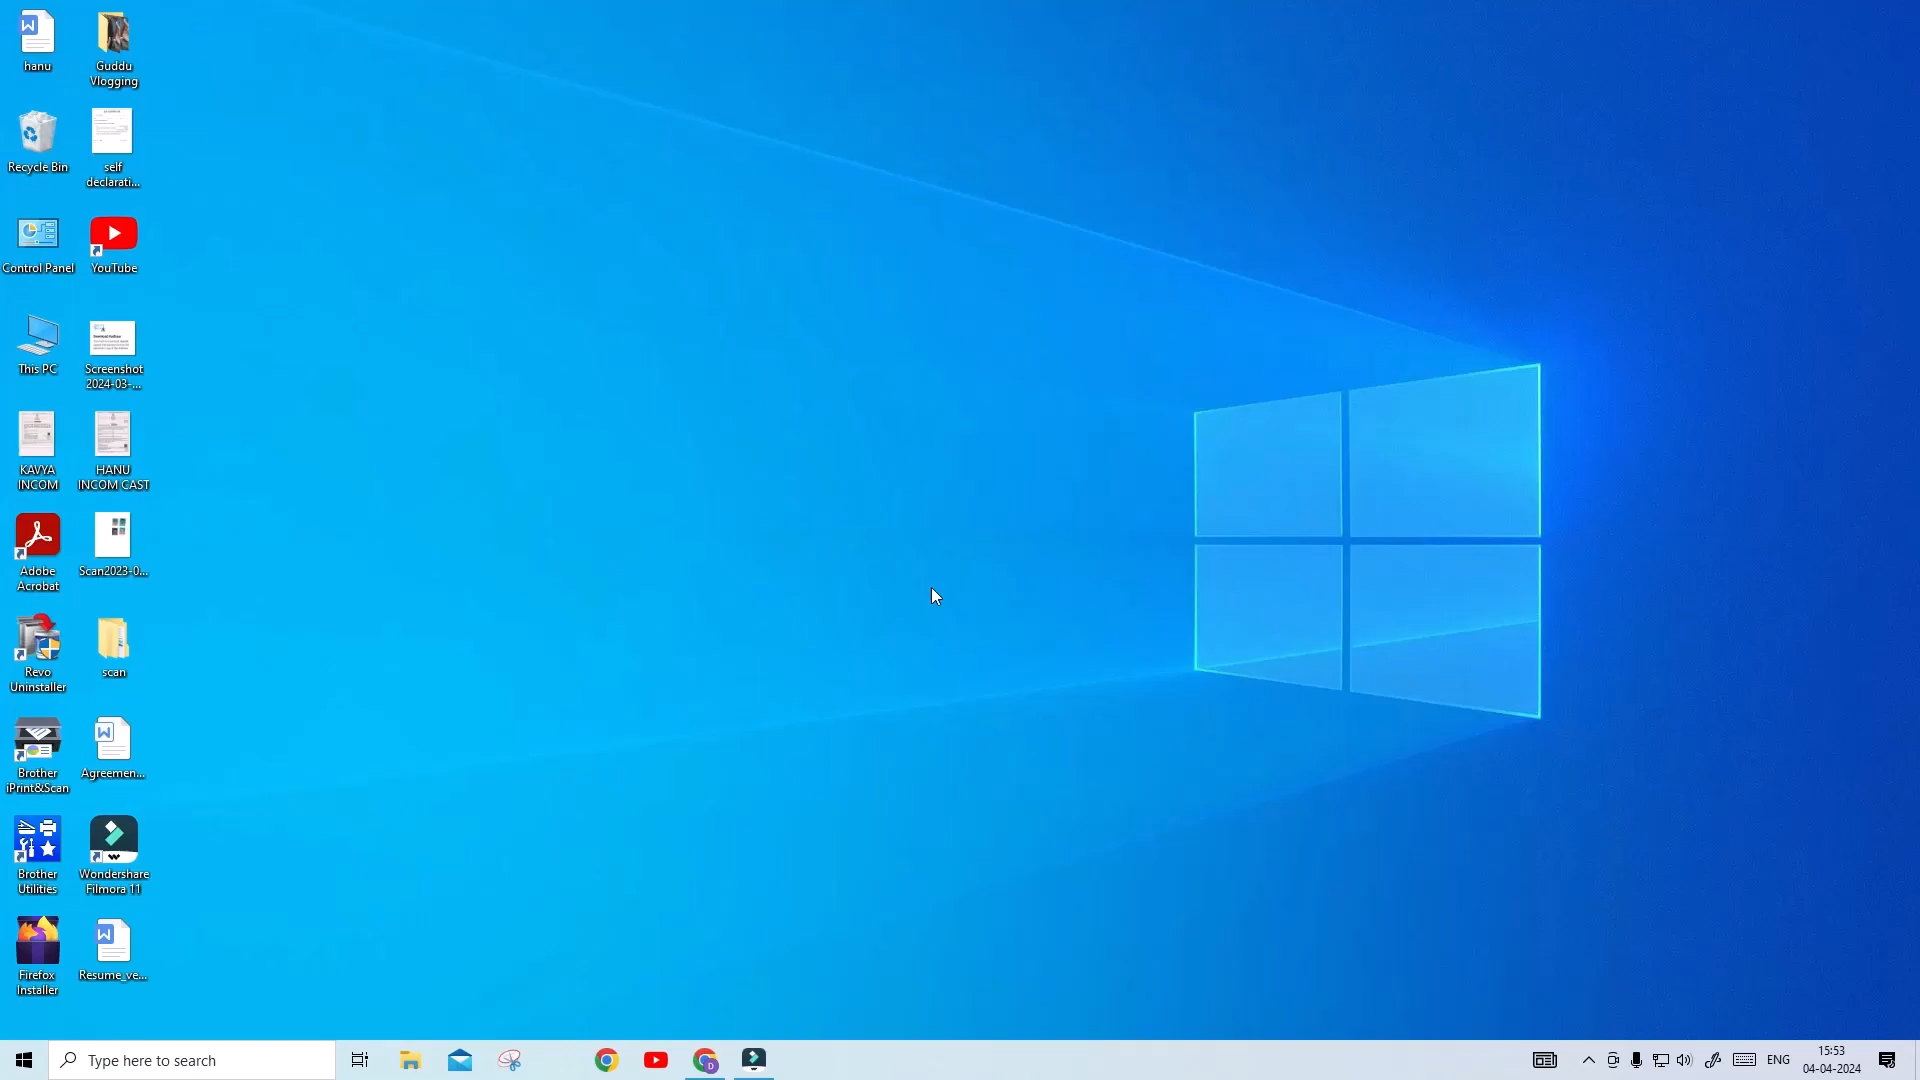 hanu
Guddu
Vlogging
Recycle Bin
self
declarati...
Control Panel
YouTube
This PC
Screenshot
2024-03-...
KAVYA
INCOM
HANU
INCOM CAST
Adobe
Acrobat
Scan2023-0...
Revo
Uninstaller
scan
Brother
iPrint&Scan
Agreemen...
Brother
Utilities
Wondershare
Filmora 11
Firefox
Installer
Resume_ve...
Type here to search
ENG
15:53
04-04-2024